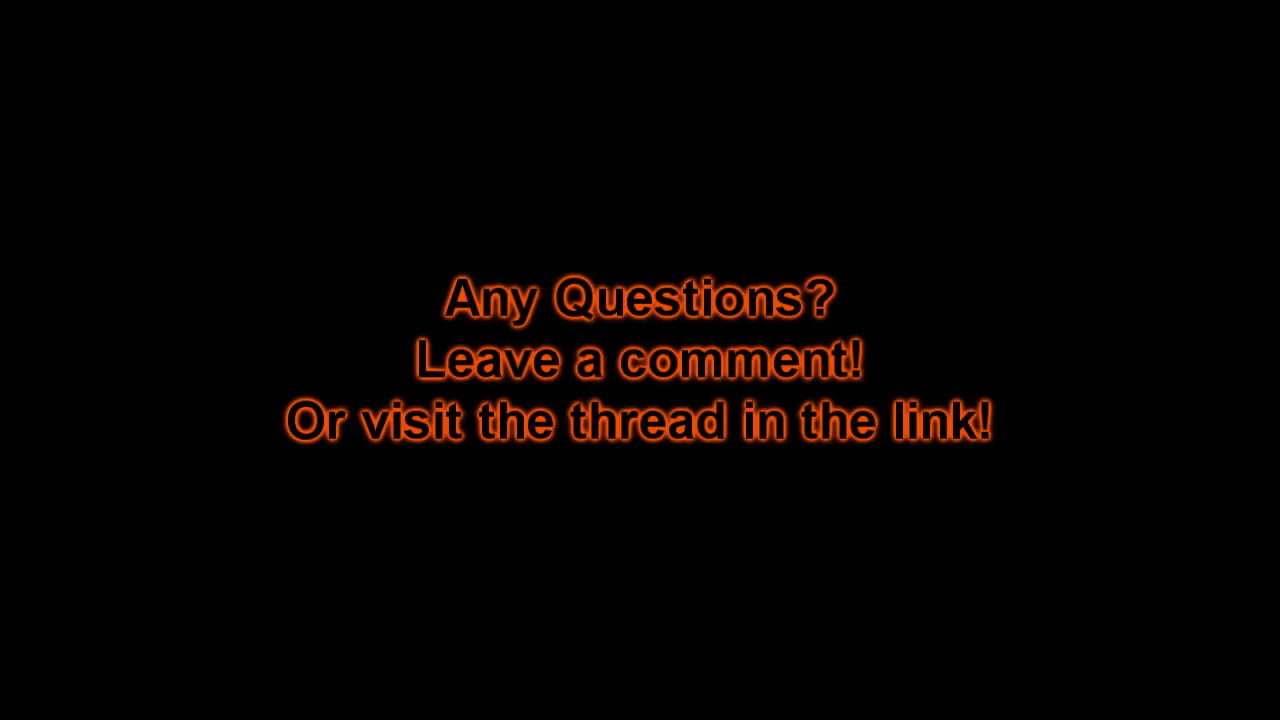 Any Questions?
Leave a comment!
Or visit the thread in the link!